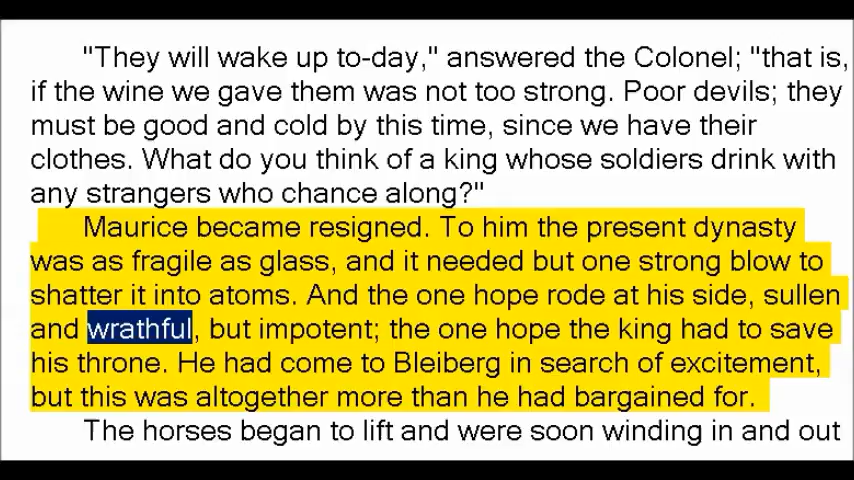 "They will wake up to-day," answered the Colonel; "that is,
if the wine we gave them was not too strong. Poor devils; they
must be good and cold by this time, since we have their
clothes. What do you think of a king whose soldiers drink with
any strangers who chance along?"
Maurice became resigned. To him the present dynasty
was as fragile as glass, and it needed but one strong blow to
shatter it into atoms. And the one hope rode at his side, sullen
and wrathful, but impotent; the one hope the king had to save
his throne. He had come to Bleiberg in search of excitement,
but this was altogether more than he had bargained for.
The horses began to lift and were soon winding in and out